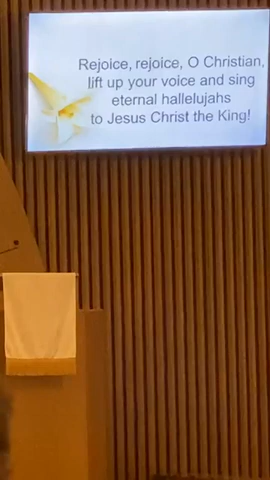 Rejoice, rejoice, O Christian,
lift up your voice and sing
eternal hallelujahs
to Jesus Christ the King!